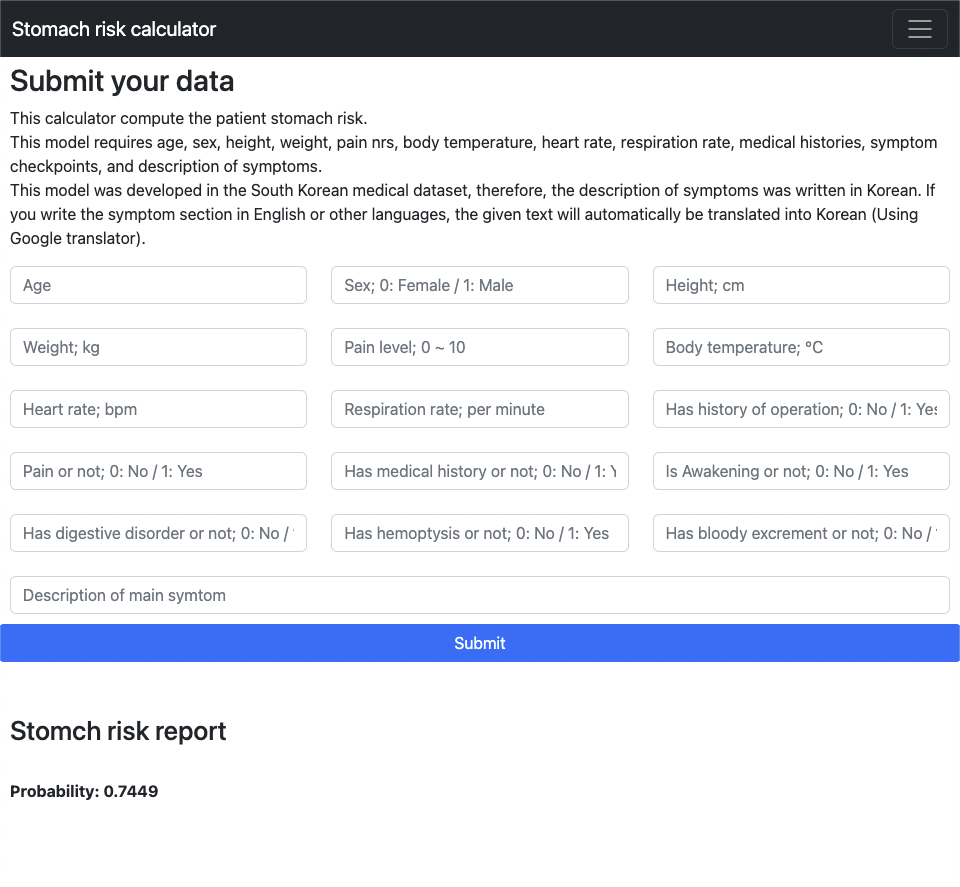 Stomach risk calculator
Submit your data
This calculator compute the patient stomach risk.
This model requires age, sex, height, weight, pain nrs, body temperature, heart rate, respiration rate, medical histories, symptom
checkpoints, and description of symptoms.
This model was developed in the South Korean medical dataset, therefore, the description of symptoms was written in Korean. If
you write the symptom section in English or other languages, the given text will automatically be translated into Korean (Using
Google translator).
Age
Sex; 0: Female / 1: Male
Height; cm
Weight; kg
Pain level; 0 ~ 10
Body temperature; °C
Heart rate; bpm
Respiration rate; per minute
Has history of operation; 0: No / 1: Yes
Pain or not; 0: No / 1: Yes
Has medical history or not; 0: No / 1: Y
Is Awakening or not; 0: No / 1: Yes
Has digestive disorder or not; 0: No /
Has hemoptysis or not; 0: No / 1: Yes
Has bloody excrement or not; 0: No /
Description of main symtom
Submit
Stomch risk report
Probability: 0.7449